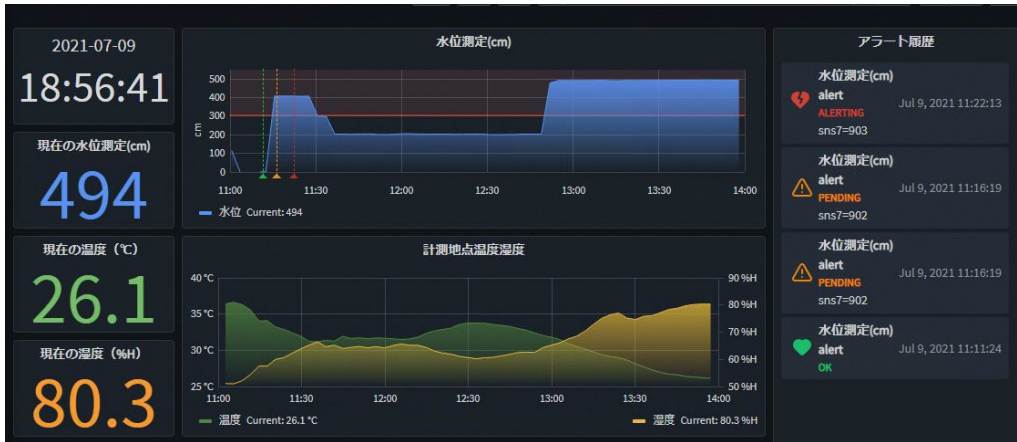 2021-07-09
18:56:41
現在の水位測定(cm)
494
現在の温度（℃）
26.1
現在の湿度（%H）
80.3
水位測定(cm)
500
400
300
200
100
0
cm
11:00
11:30
12:00
12:30
13:00
13:30
14:00
水位 Current: 494
計測地点温度湿度
40 °C
35 °C
30 °C
25 °C
90 %H
80 %H
70 %H
60 %H
50 %H
11:00
11:30
12:00
12:30
13:00
13:30
14:00
温度 Current: 26.1 °C
湿度 Current: 80.3 %H
アラート履歴
水位測定(cm)
alert
ALERTING
sns7=903
Jul 9, 2021 11:22:13
水位測定(cm)
alert
PENDING
sns7=902
Jul 9, 2021 11:16:19
水位測定(cm)
alert
PENDING
sns7=902
Jul 9, 2021 11:16:19
水位測定(cm)
alert
OK
Jul 9, 2021 11:11:24